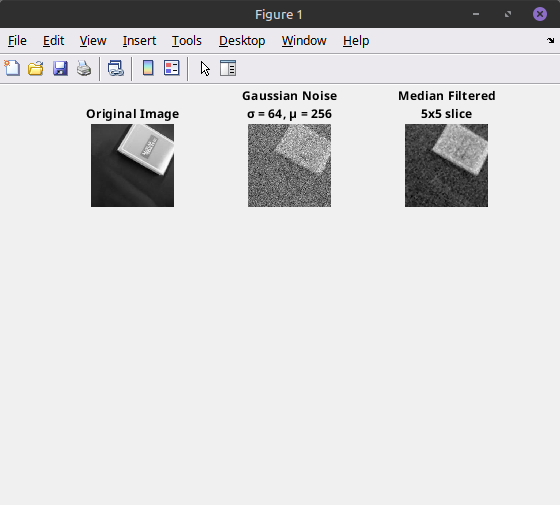 Figure 1
File Edit View Insert Tools Desktop Window Help
Original Image
Gaussian Noise
σ = 64, μ = 256
Median Filtered
5x5 slice